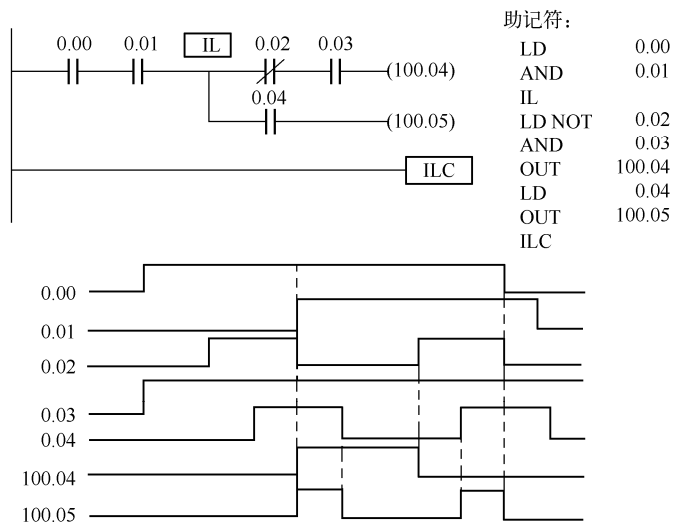 0.00 0.01 IL 0.02 0.03 (100.04)
0.04 (100.05)
ILC
助记符：
LD 0.00
AND 0.01
IL
LD NOT 0.02
AND 0.03
OUT 100.04
LD 0.04
OUT 100.05
ILC
0.00
0.01
0.02
0.03
0.04
100.04
100.05